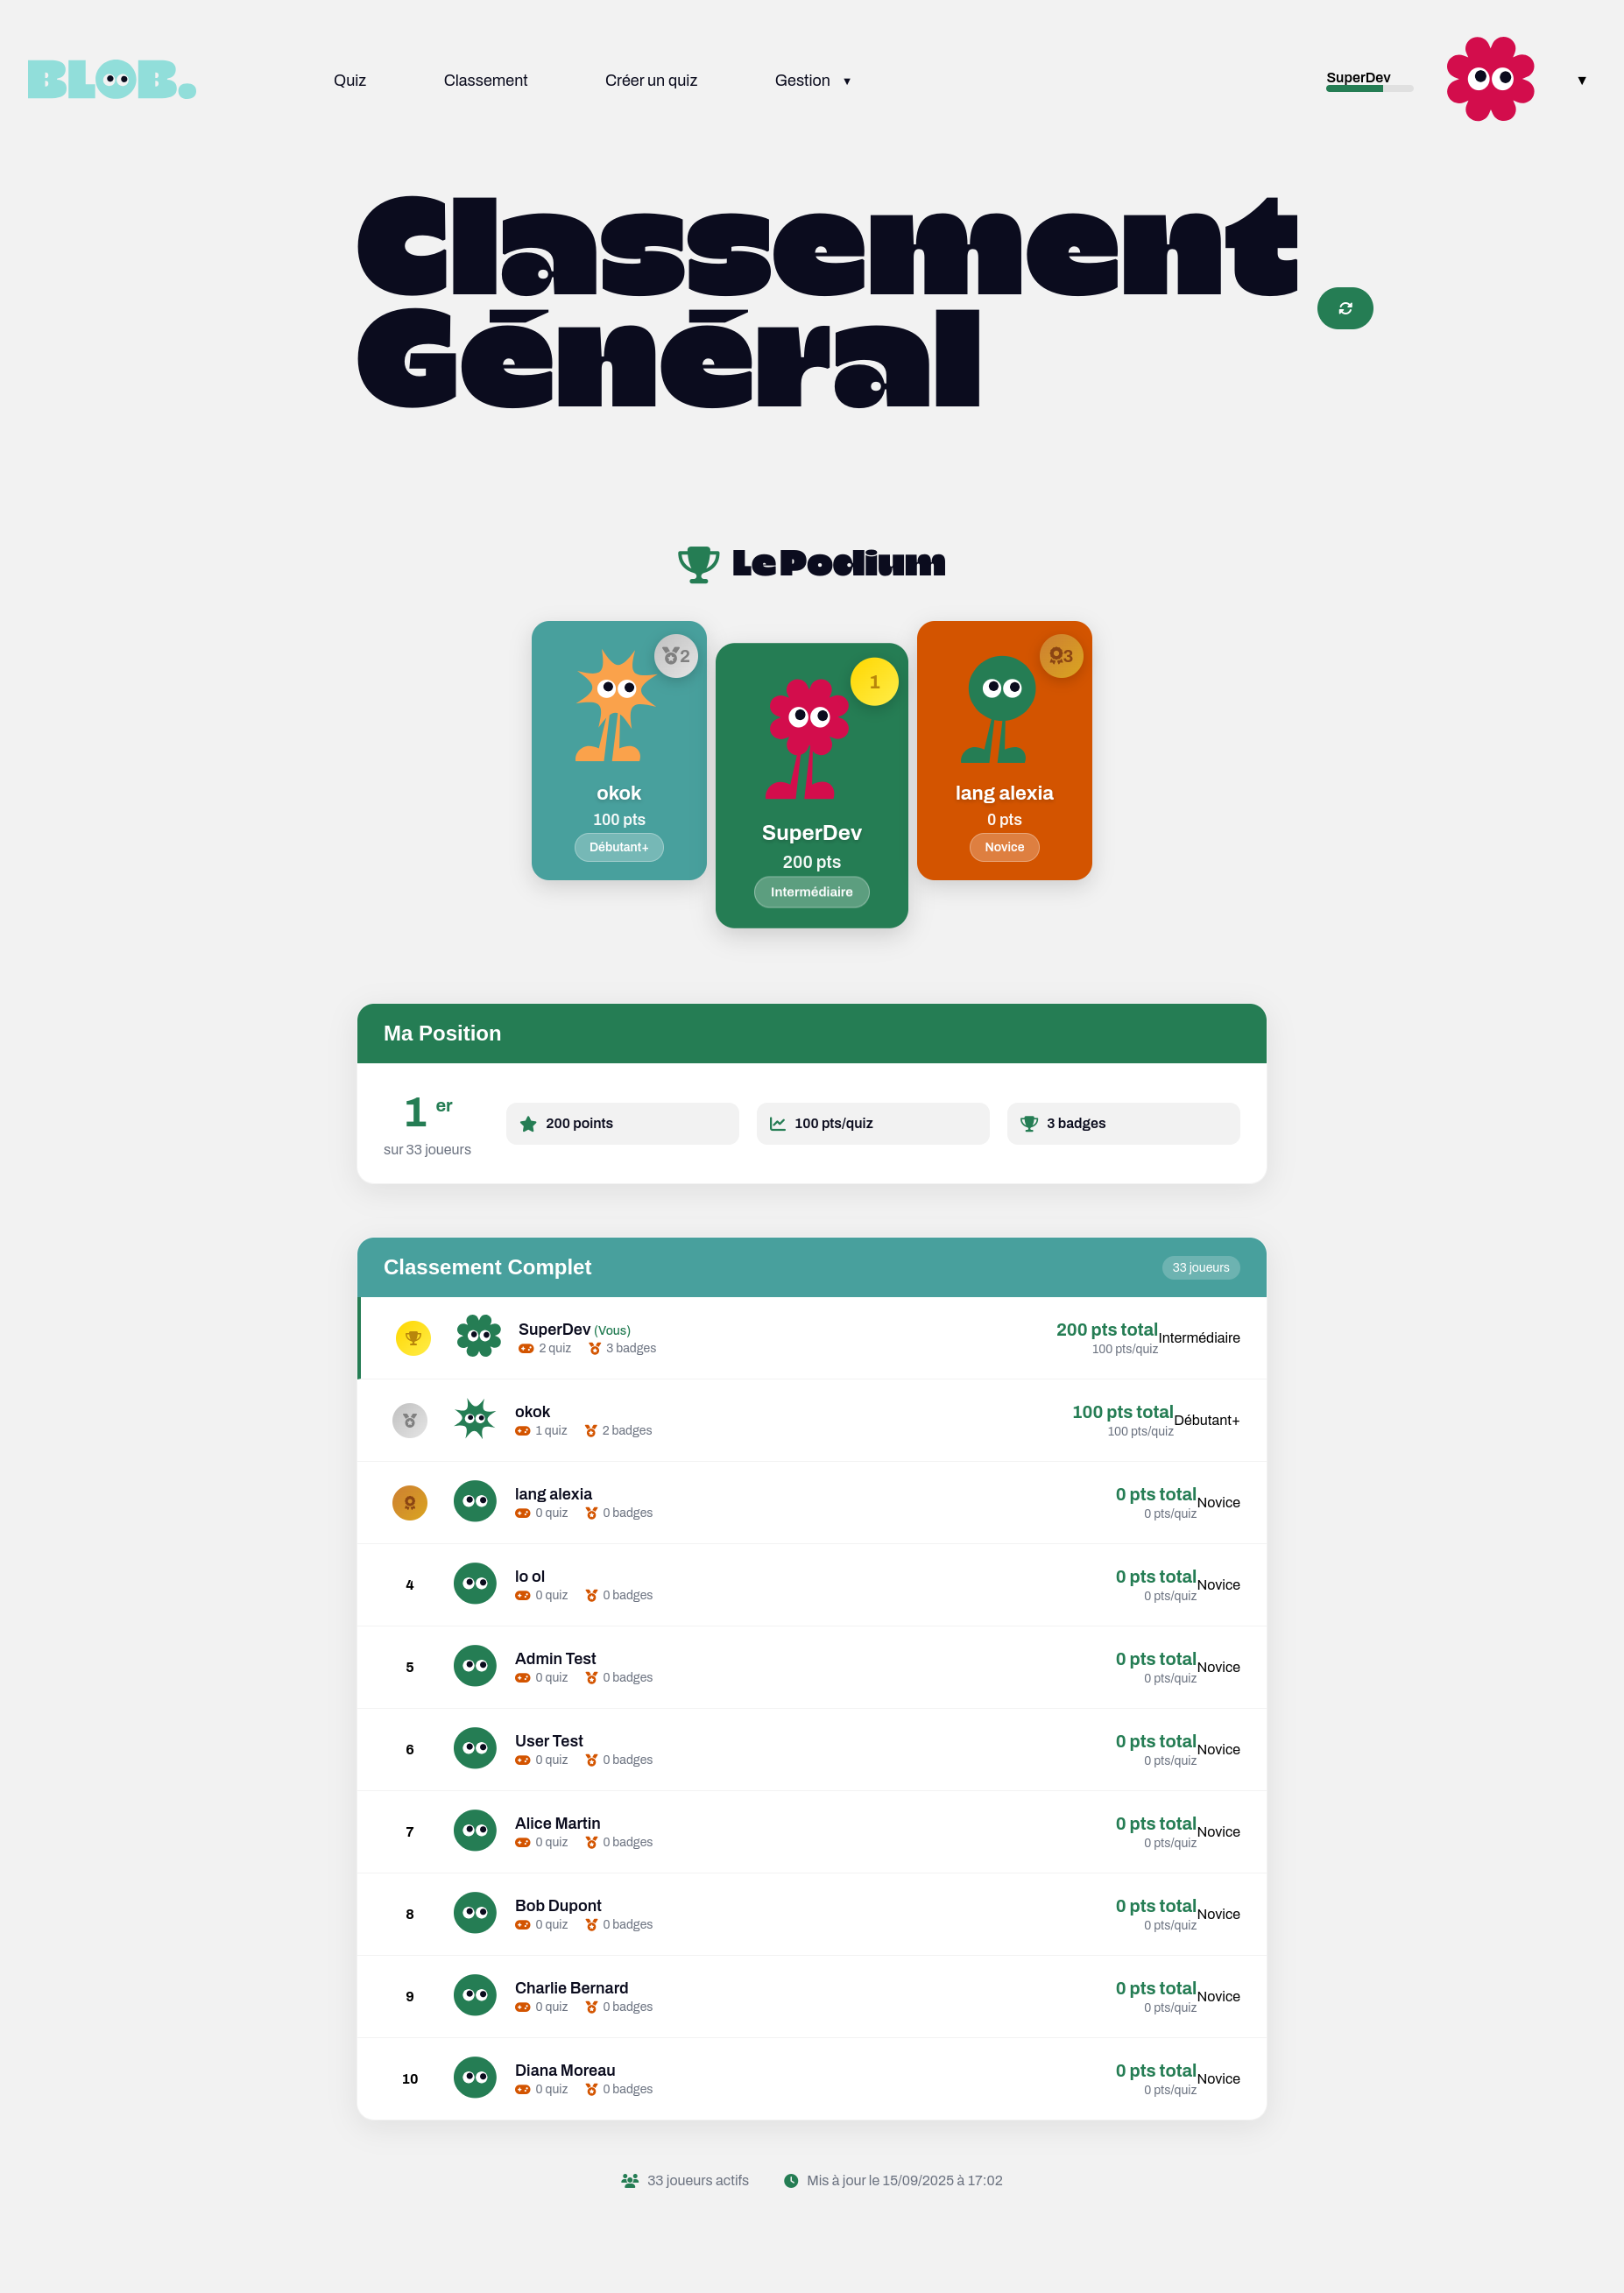 BLOB.
Quiz
Classement
Créer un quiz
Gestion ▼
SuperDev
▼
Classement
Général
Le Podium
2
okok
100 pts
Débutant+
1
SuperDev
200 pts
Intermédiaire
3
lang alexia
0 pts
Novice
Ma Position
1 er
sur 33 joueurs
200 points
100 pts/quiz
3 badges
Classement Complet
33 joueurs
SuperDev (Vous)
2 quiz 3 badges
200 pts total
100 pts/quiz
Intermédiaire
okok
1 quiz 2 badges
100 pts total
100 pts/quiz
Débutant+
lang alexia
0 quiz 0 badges
0 pts total
0 pts/quiz
Novice
4
lo ol
0 quiz 0 badges
0 pts total
0 pts/quiz
Novice
5
Admin Test
0 quiz 0 badges
0 pts total
0 pts/quiz
Novice
6
User Test
0 quiz 0 badges
0 pts total
0 pts/quiz
Novice
7
Alice Martin
0 quiz 0 badges
0 pts total
0 pts/quiz
Novice
8
Bob Dupont
0 quiz 0 badges
0 pts total
0 pts/quiz
Novice
9
Charlie Bernard
0 quiz 0 badges
0 pts total
0 pts/quiz
Novice
10
Diana Moreau
0 quiz 0 badges
0 pts total
0 pts/quiz
Novice
33 joueurs actifs
Mis à jour le 15/09/2025 à 17:02